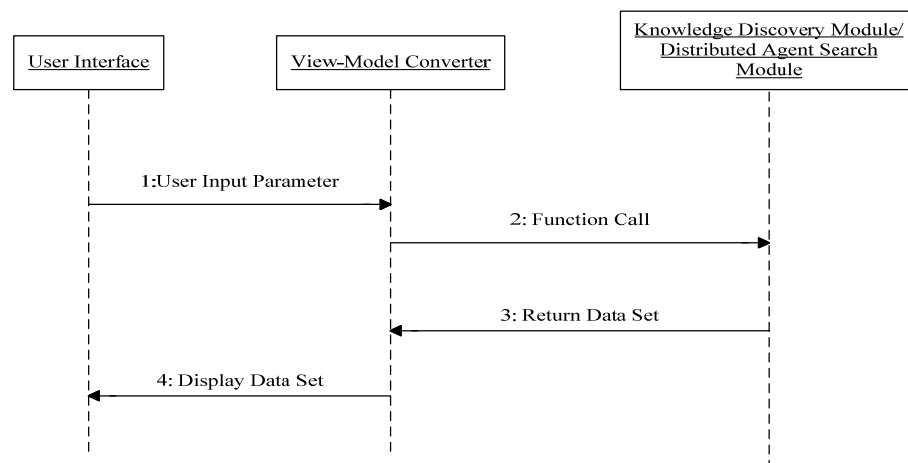 User Interface
View-Model Converter
Knowledge Discovery Module/
Distributed Agent Search
Module
1:User Input Parameter
2: Function Call
3: Return Data Set
4: Display Data Set